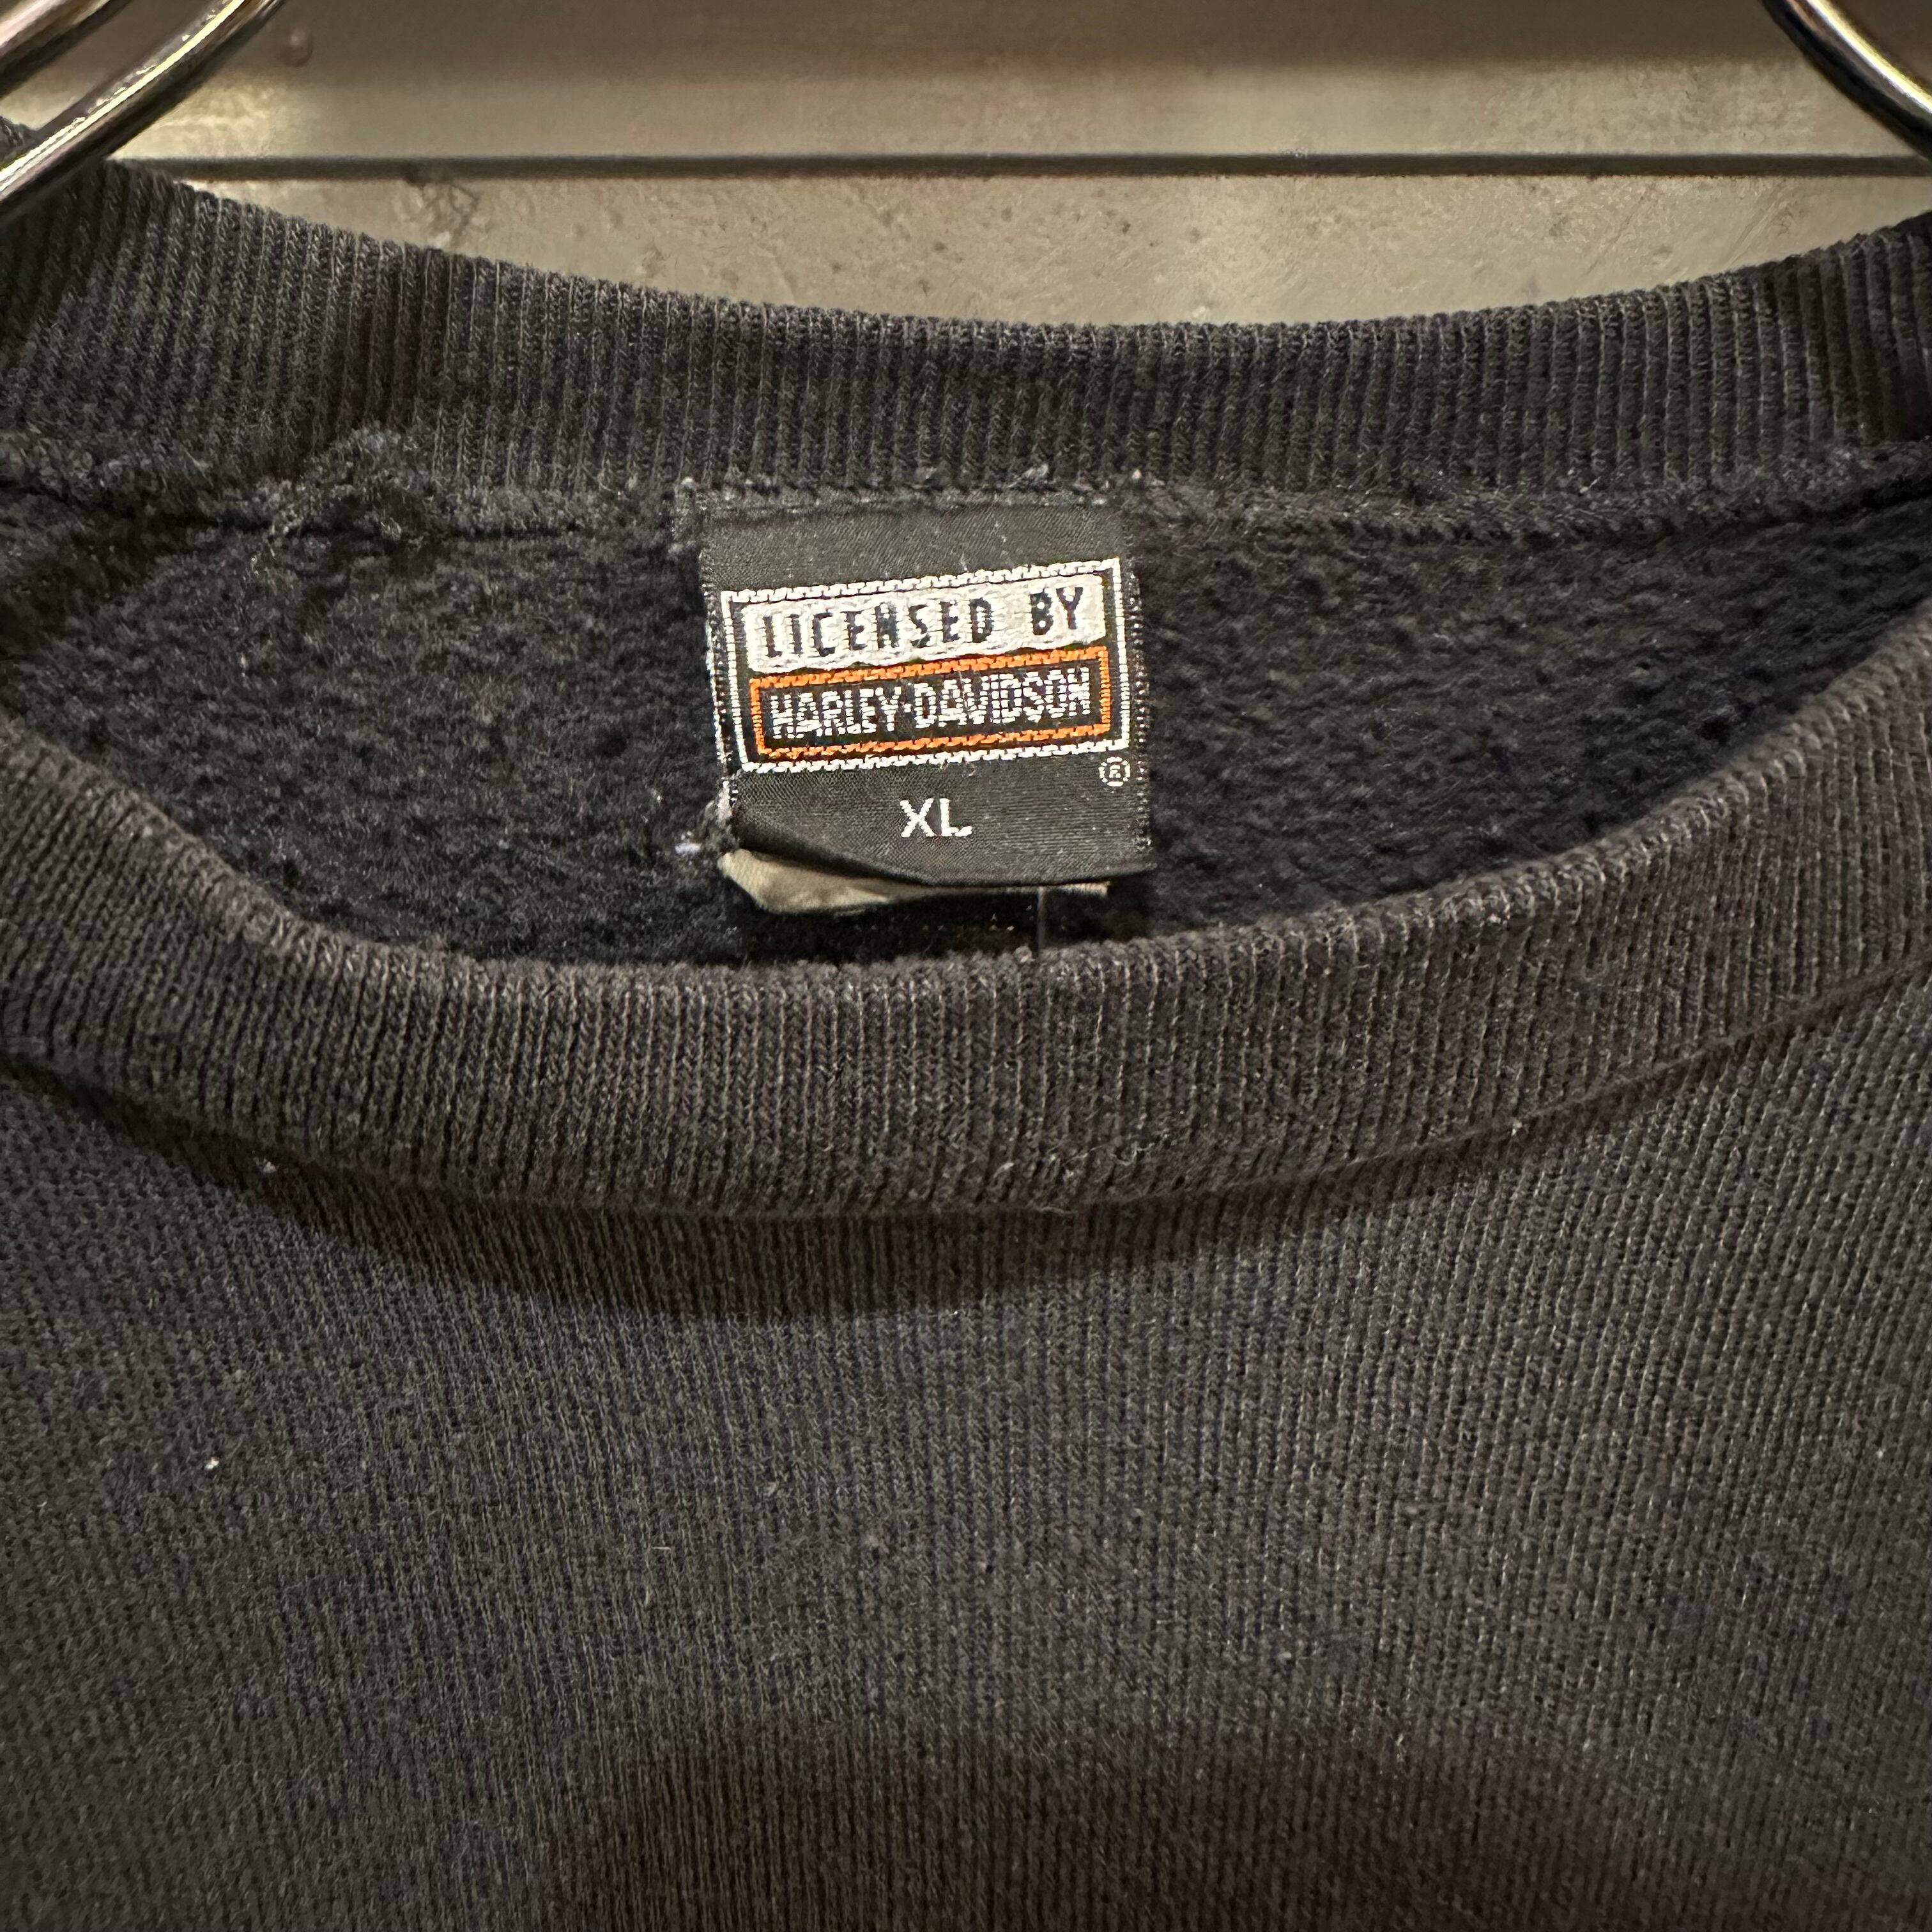 LICENSED BY
HARLEY-DAVIDSON
®
XL